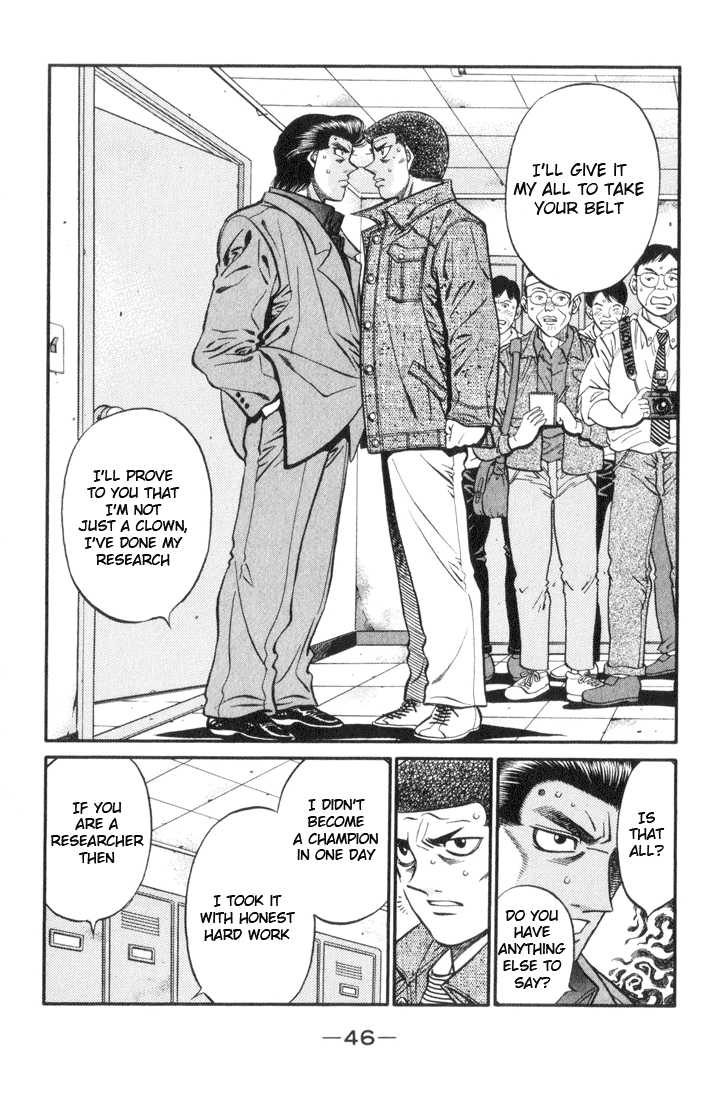 I'LL GIVE IT
MY ALL TO TAKE
YOUR BELT
I'LL PROVE
TO YOU THAT
I'M NOT
JUST A CLOWN,
I'VE DONE MY
RESEARCH
IS
THAT
ALL?
DO YOU
HAVE
ANYTHING
ELSE TO
SAY?
I DIDN'T
BECOME
A CHAMPION
IN ONE DAY
I TOOK IT
WITH HONEST
HARD WORK
IF YOU
ARE A
RESEARCHER
THEN
—46—